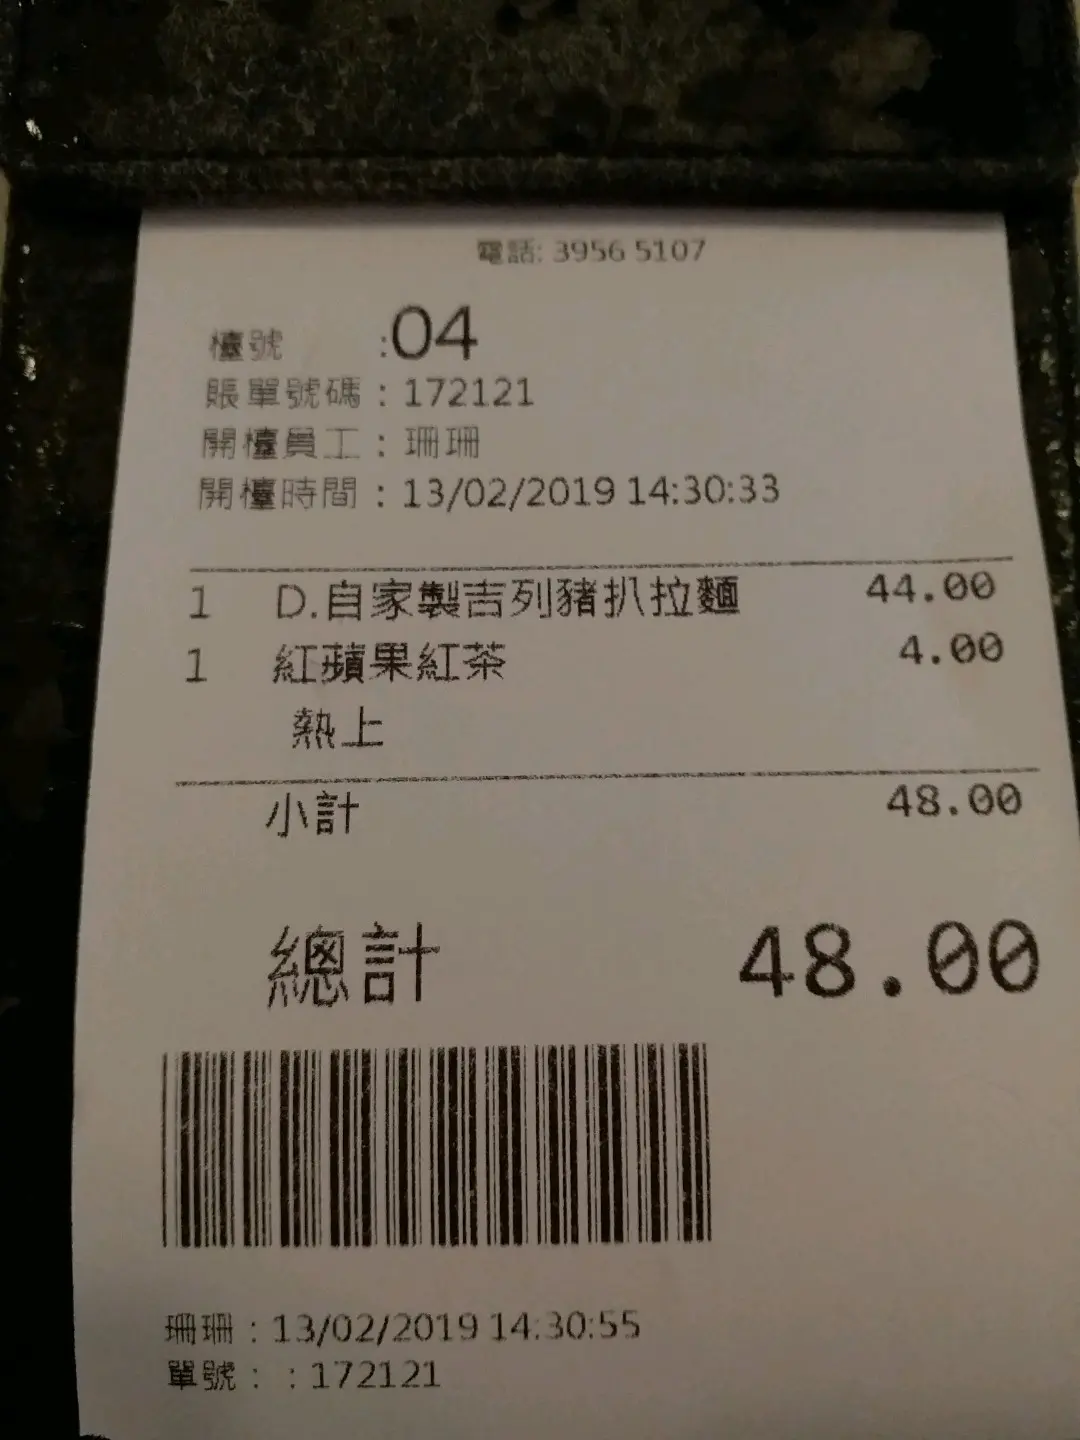 電話: 3956 5107
檯號 :04
賬單號碼 : 172121
開檯員工 : 珊珊
開檯時間 : 13/02/2019 14:30:33
1 D.自家製吉列豬扒拉麵 44.00
1 紅蘋果紅茶 4.00
熱上
小計 48.00
總計 48.00
珊珊 : 13/02/2019 14:30:55
單號 : : 172121